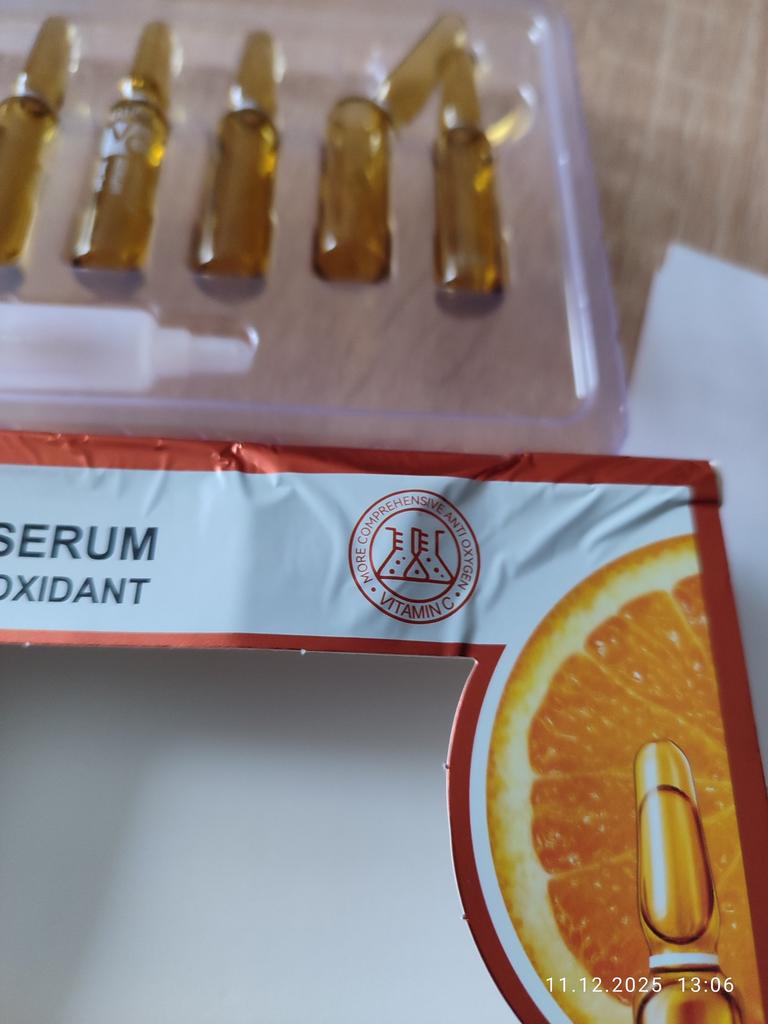 SERUM
OXIDANT
MORE COMPREHENSIVE ANTI OXYGEN
• VITAMIN C •
11.12.2025 13:06